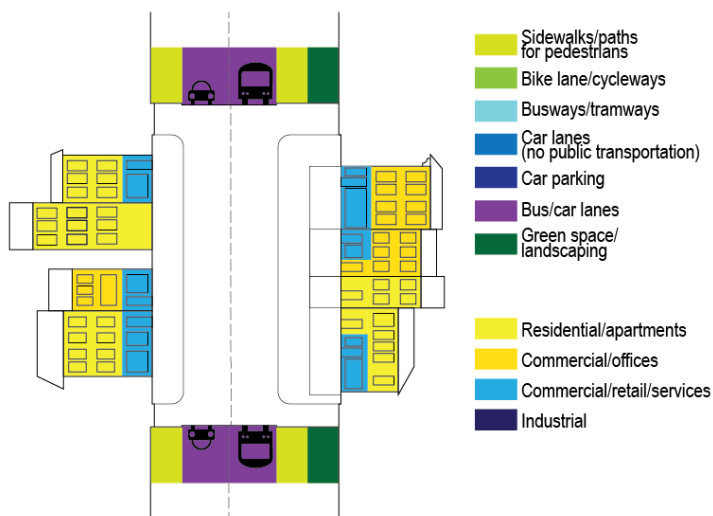 Sidewalks/paths
for pedestrians
Bike lane/cycleways
Busways/tramways
Car lanes
(no public transportation)
Car parking
Bus/car lanes
Green space/
landscaping
Residential/apartments
Commercial/offices
Commercial/retail/services
Industrial